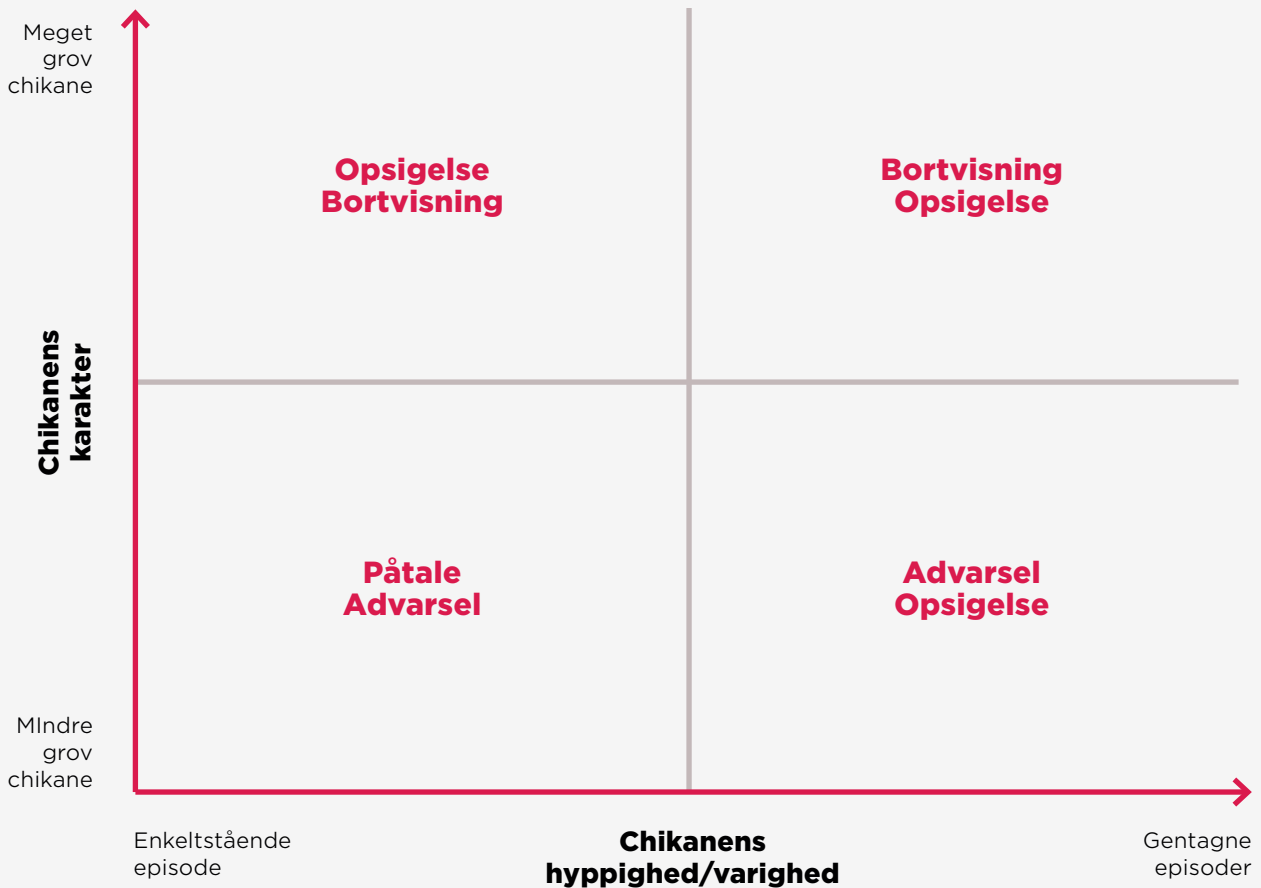 Meget
grov
chikane
Opsigelse
Bortvisning
Bortvisning
Opsigelse
Chikanens
karakter
Påtale
Advarsel
Advarsel
Opsigelse
MIndre
grov
chikane
Enkeltstående
episode
Chikanens
hyppighed/varighed
Gentagne
episoder